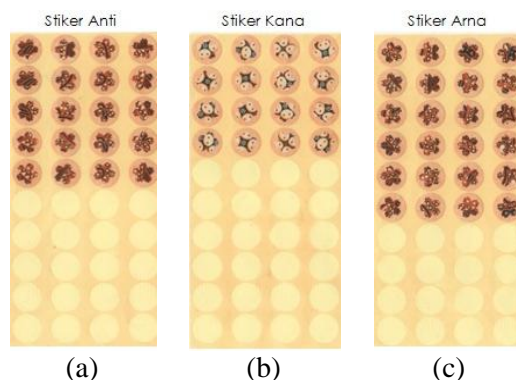 Stiker Anti
Stiker Kana
Stiker Arna
(a)
(b)
(c)